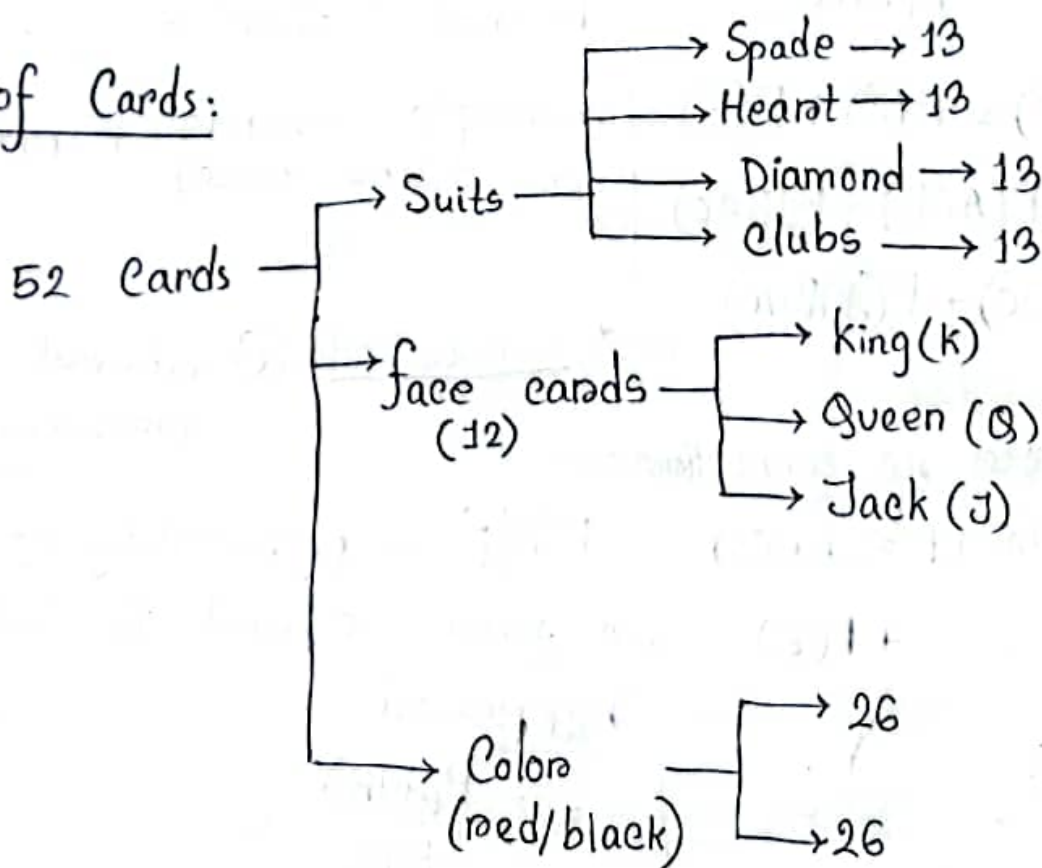 of Cards:
52 Cards
Suits
Spade → 13
Heart → 13
Diamond → 13
Clubs → 13
face cards
(12)
King (K)
Queen (Q)
Jack (J)
Color
(red/black)
26
26